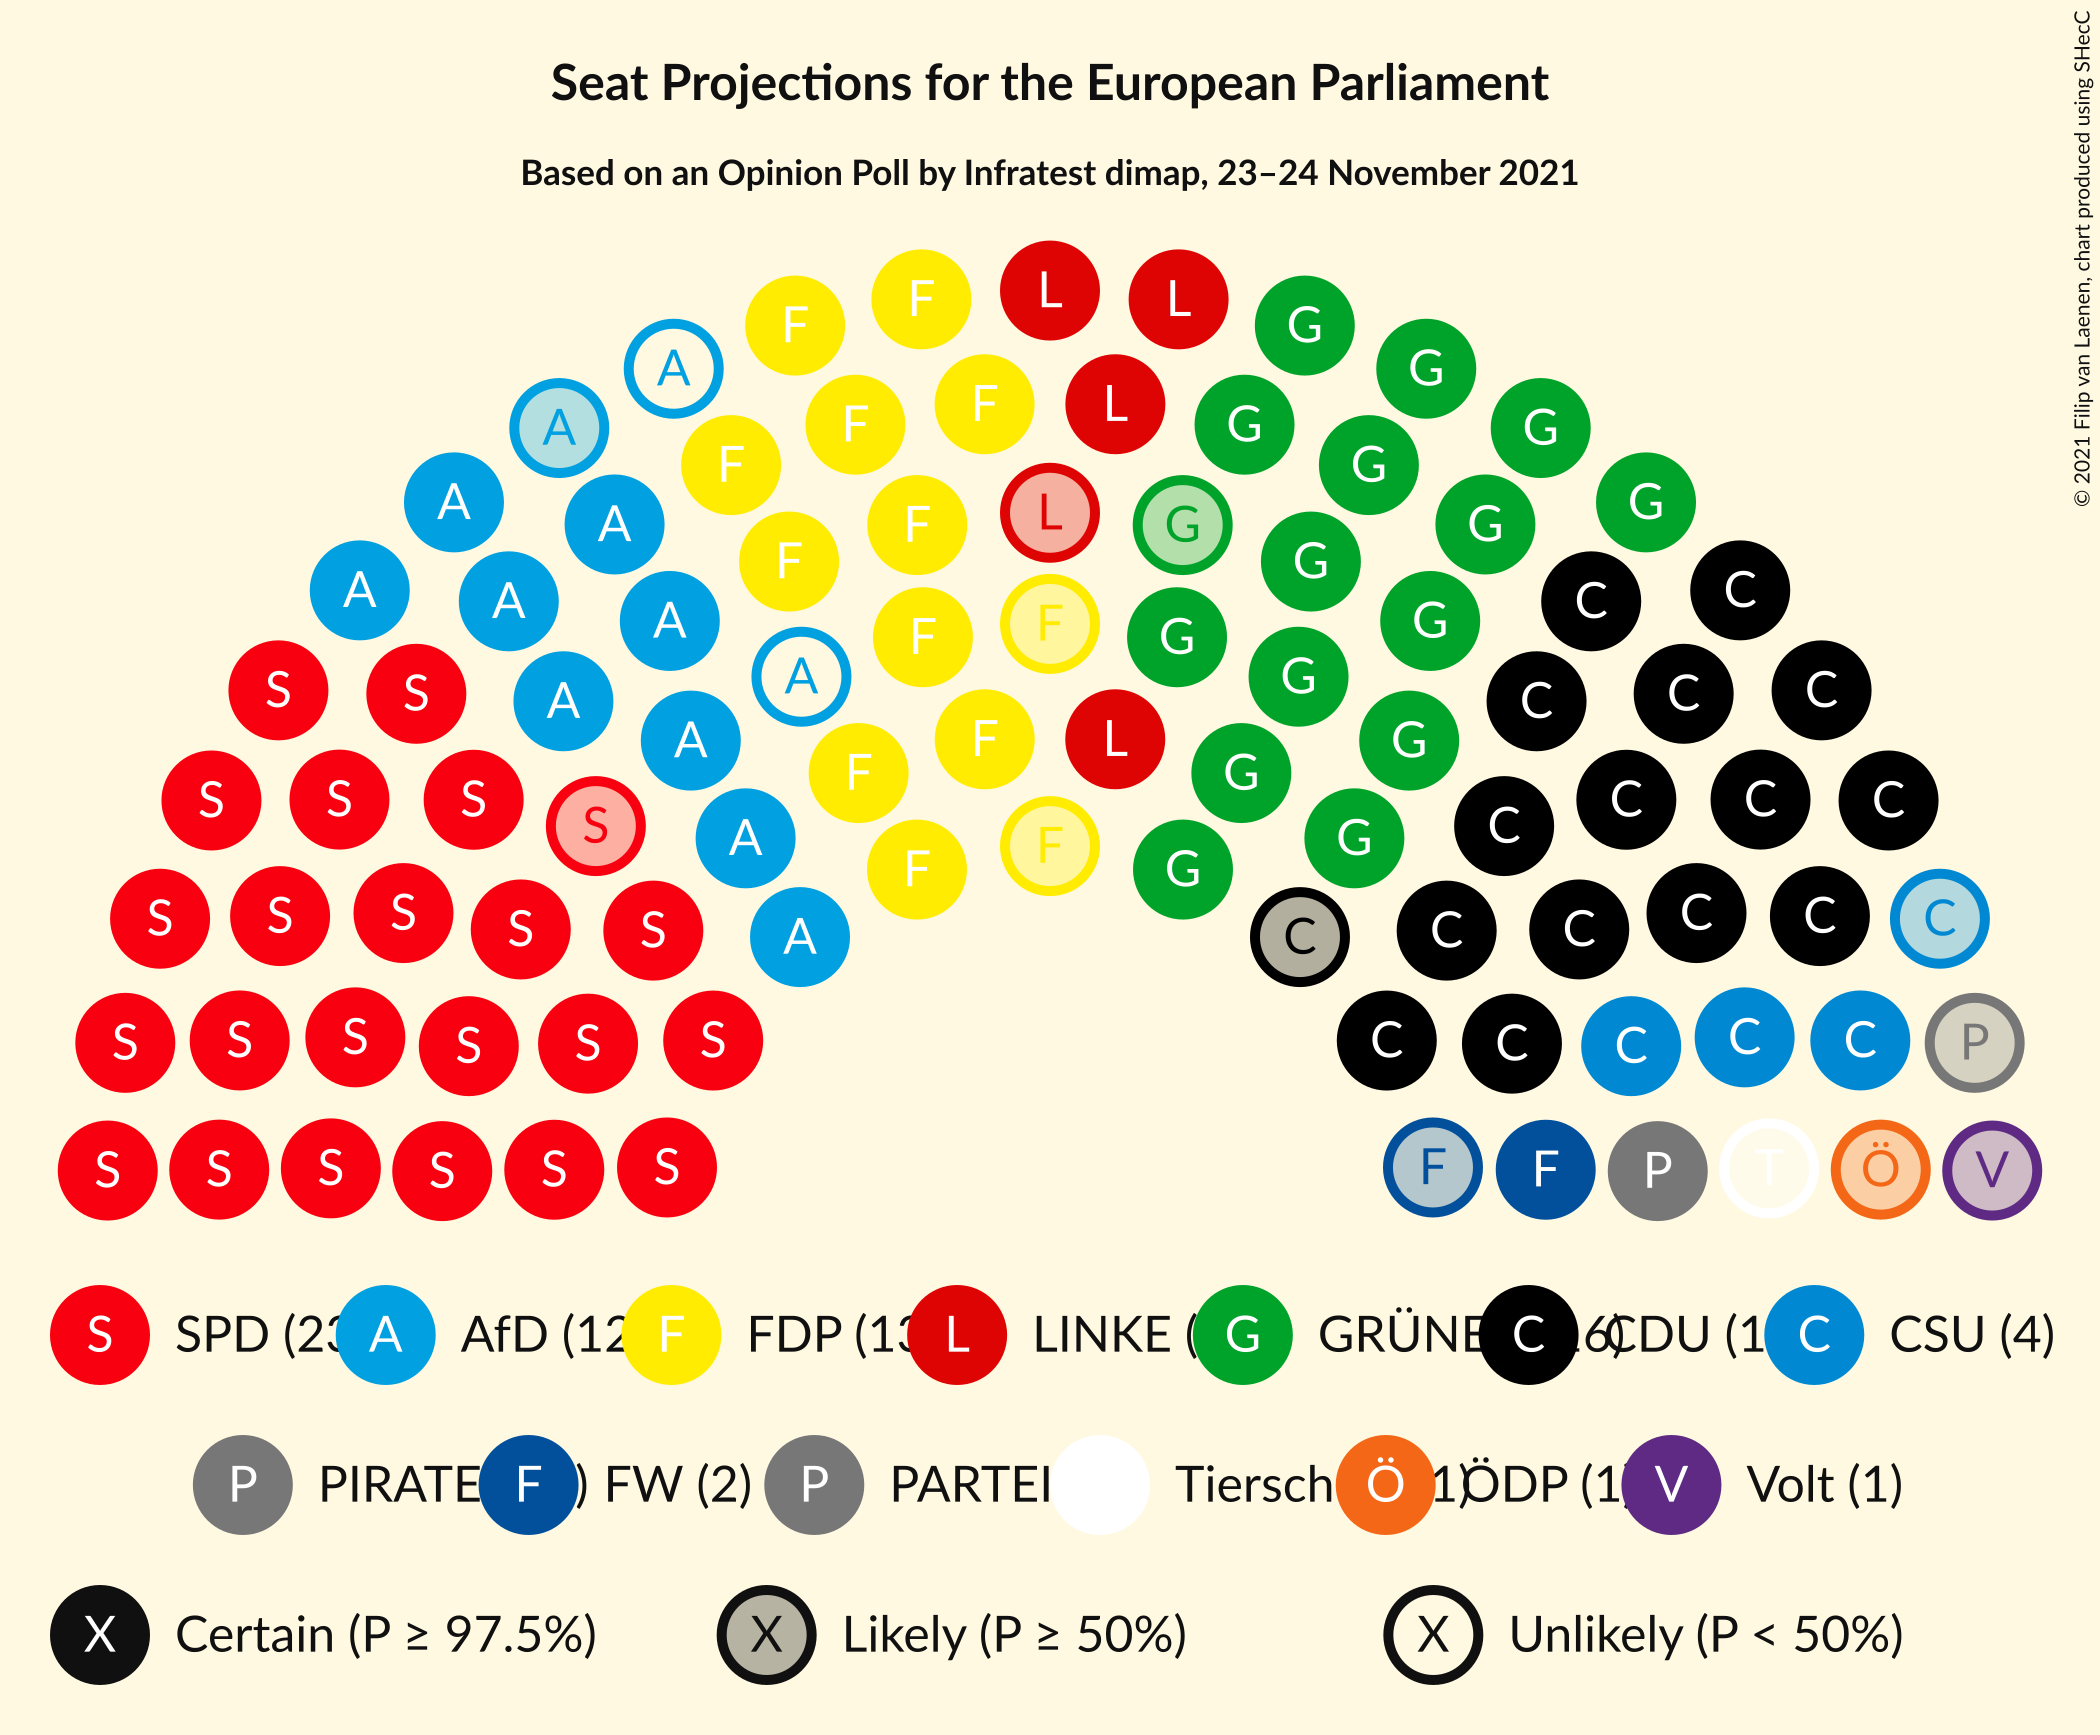 Seat Projections for the European Parliament
Based on an Opinion Poll by Infratest dimap, 23–24 November 2021
© 2021 Filip van Laenen, chart produced using SHecC
L
F L
F G
A G
F L
A F G G
F G
A G
A F L G G
A F G G
A A F F G C C
S S A A F G C C C
A F L G
S S S S A F F G G C C C C
S S S S S A F G C C C C C C
S S S S S S C C C C C P
S S S S S S F F P T Ö V
S SPD (23 A AfD (12 F FDP (13 L LINKE ( G GRÜNE C 6) CDU (1 C CSU (4)
P PIRATE F ) FW (2) P PARTEI Tiersch Ö 1) ÖDP (1) V Volt (1)
X Certain (P ≥ 97.5%) X Likely (P ≥ 50%) X Unlikely (P < 50%)